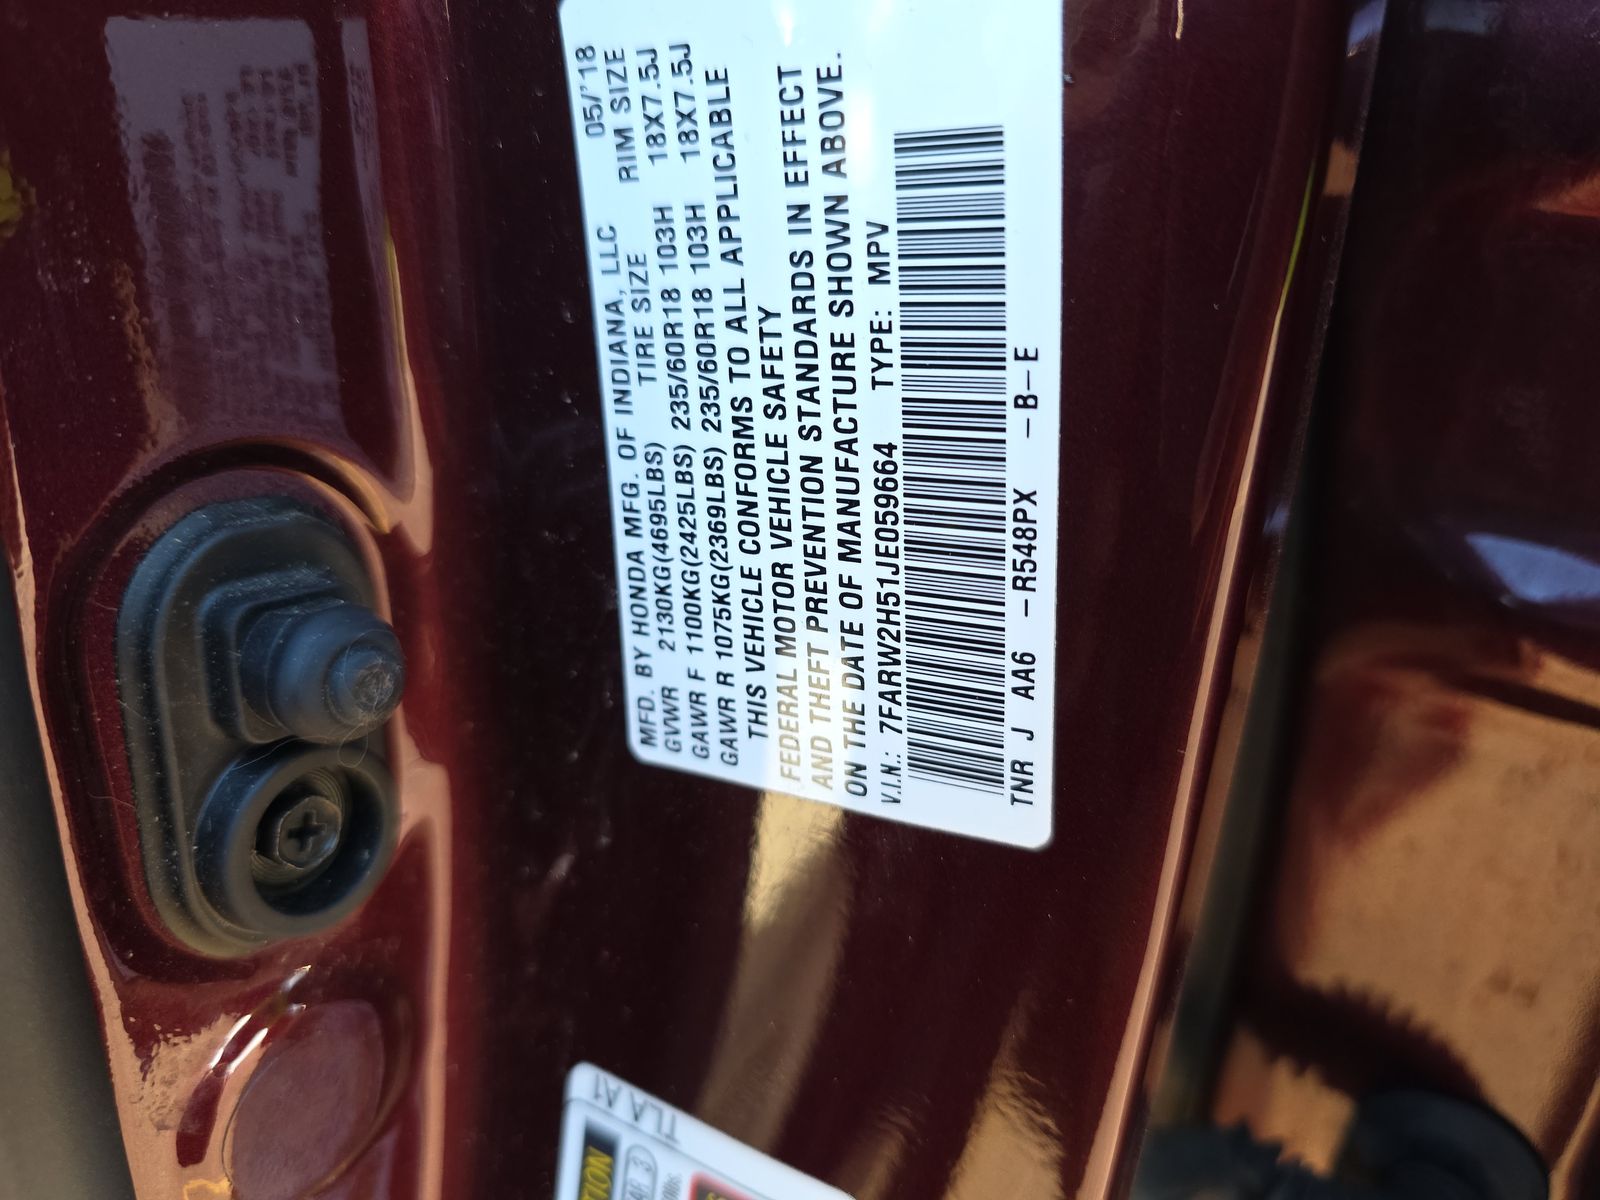 MFD. BY HONDA MFG. OF INDIANA, LLC 05/'18
GVWR 2130KG(4695LBS) TIRE SIZE RIM SIZE
GAWR F 1100KG(2425LBS) 235/60R18 103H 18X7.5J
GAWR R 1075KG(2369LBS) 235/60R18 103H 18X7.5J
THIS VEHICLE CONFORMS TO ALL APPLICABLE
FEDERAL MOTOR VEHICLE SAFETY
AND THEFT PREVENTION STANDARDS IN EFFECT
ON THE DATE OF MANUFACTURE SHOWN ABOVE.
V.I.N.: 7FARW2H51JE059664 TYPE: MPV
TNR J AA6 -R548PX -B-E
TLA A1